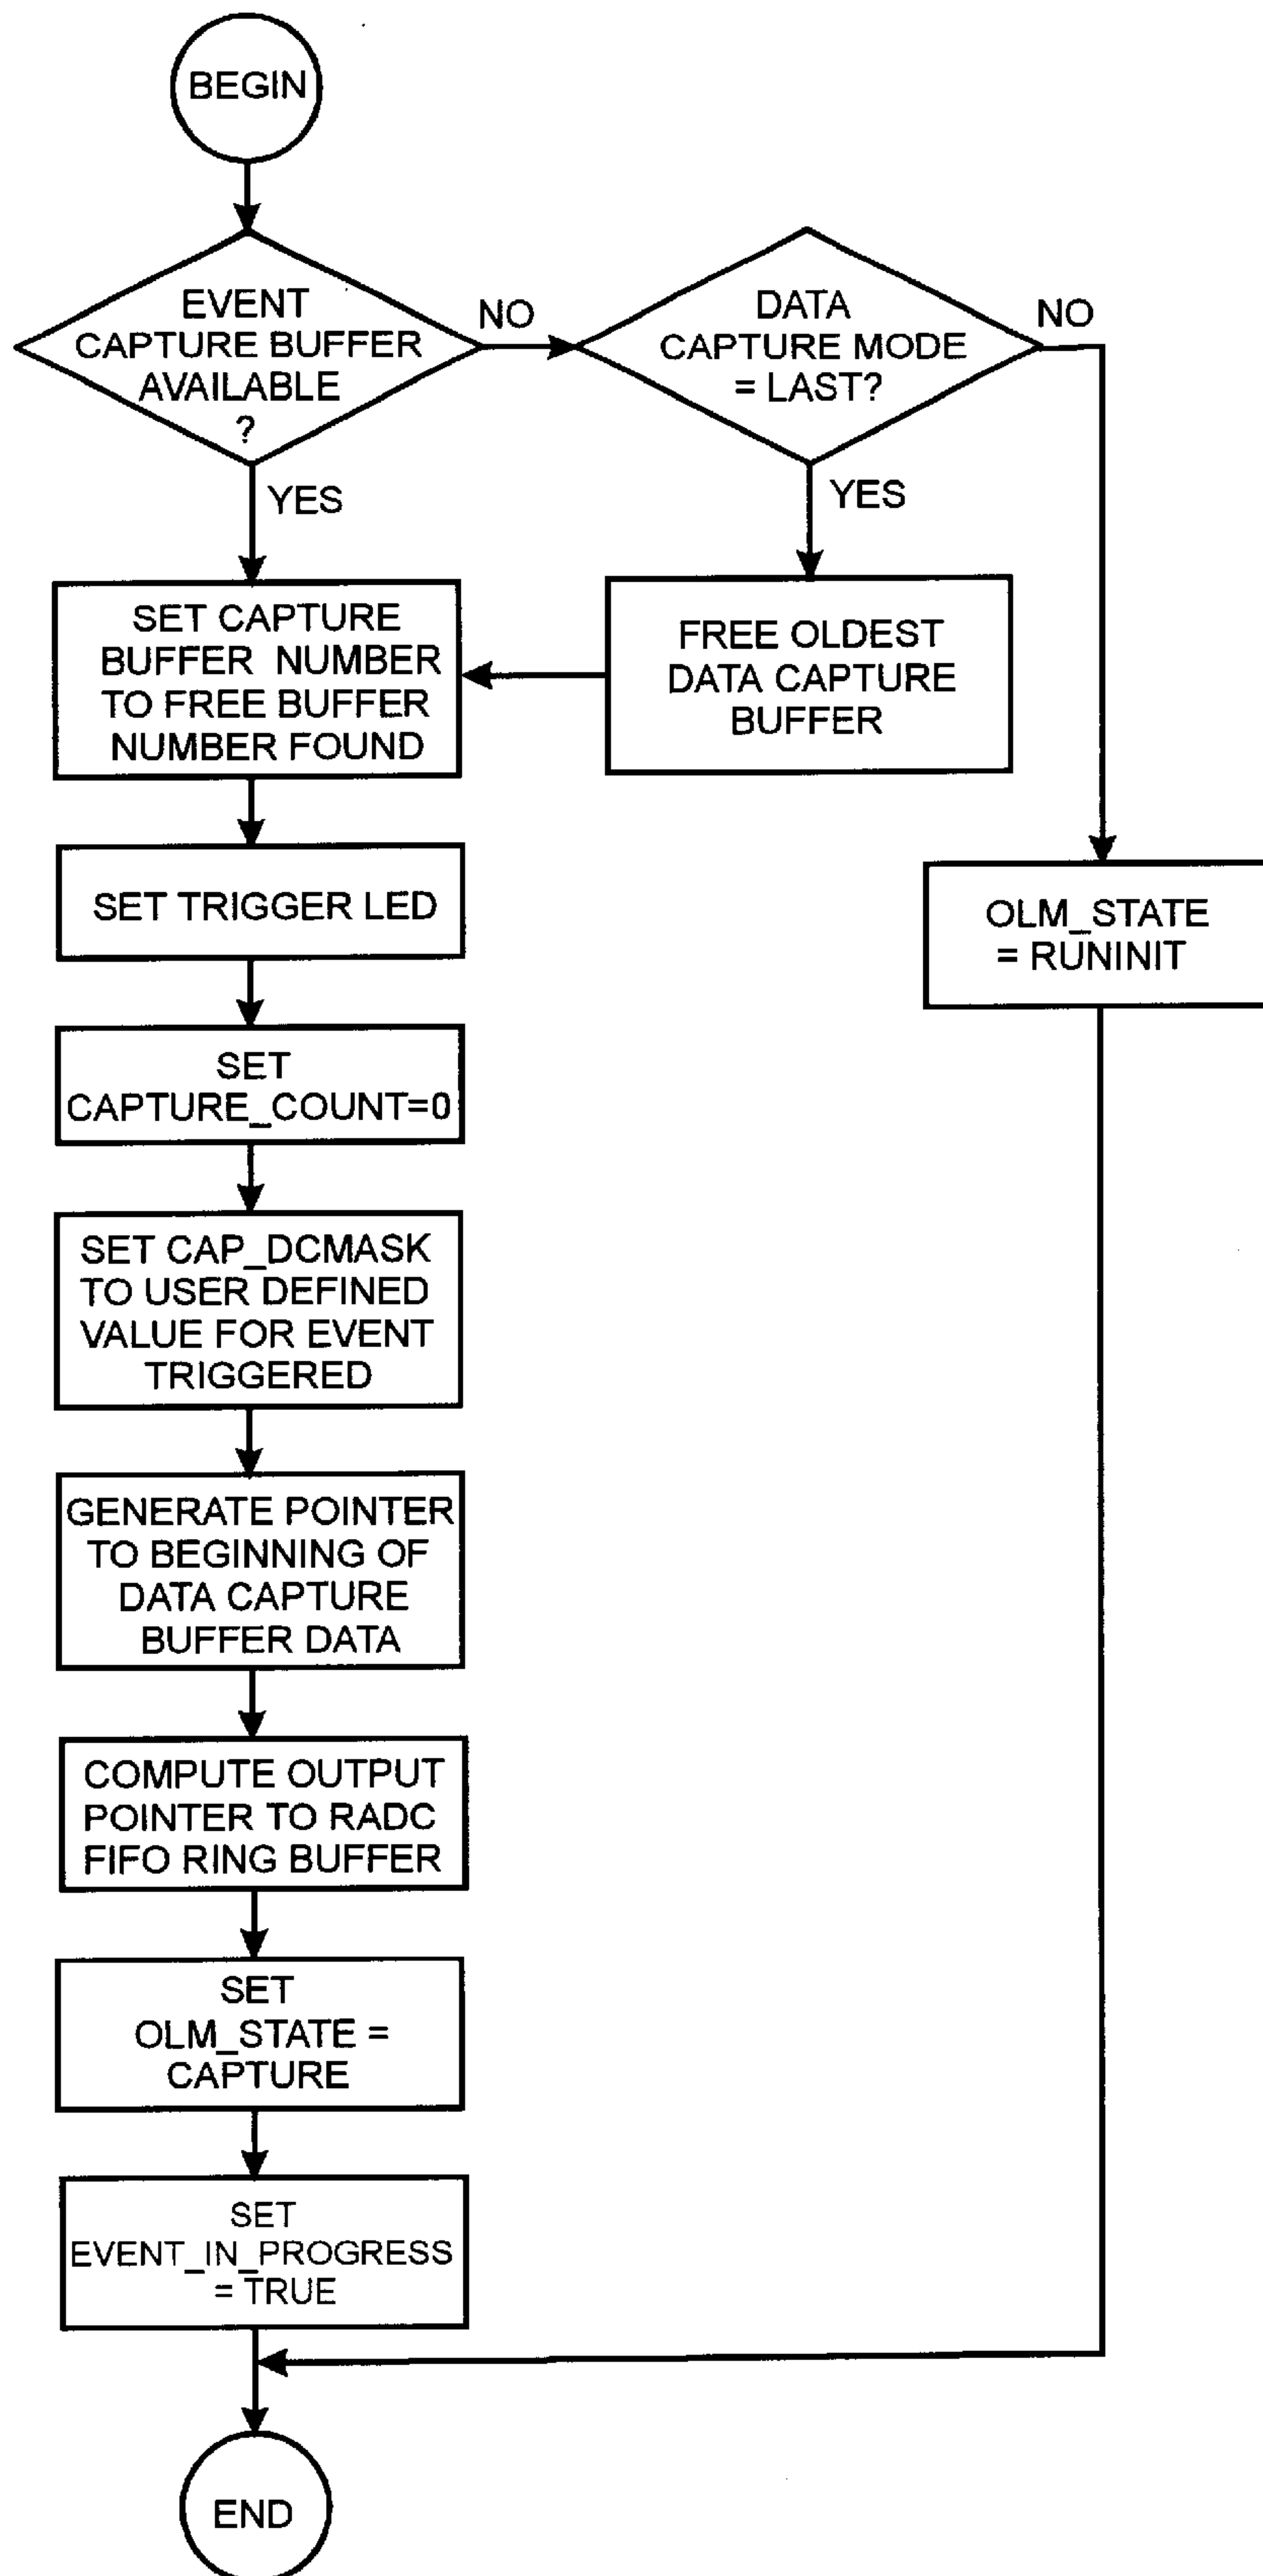 BEGIN
EVENT
CAPTURE BUFFER
AVAILABLE
?
NO
DATA
CAPTURE MODE
= LAST?
NO
YES
YES
SET CAPTURE
BUFFER NUMBER
TO FREE BUFFER
NUMBER FOUND
FREE OLDEST
DATA CAPTURE
BUFFER
SET TRIGGER LED
OLM_STATE
= RUNINIT
SET
CAPTURE_COUNT=0
SET CAP_DCMASK
TO USER DEFINED
VALUE FOR EVENT
TRIGGERED
GENERATE POINTER
TO BEGINNING OF
DATA CAPTURE
BUFFER DATA
COMPUTE OUTPUT
POINTER TO RADC
FIFO RING BUFFER
SET
OLM_STATE =
CAPTURE
SET
EVENT_IN_PROGRESS
= TRUE
END